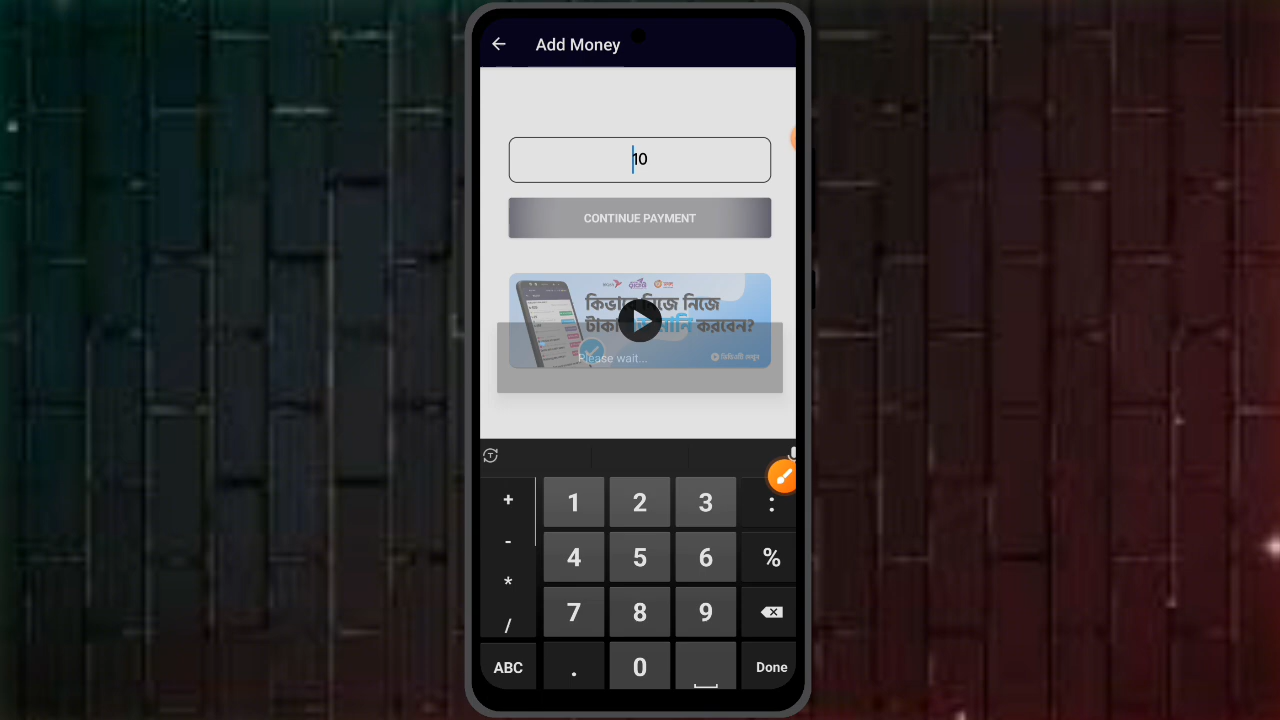 Add Money
10
CONTINUE PAYMENT
নিজে নিজে
করবেন?
Please wait...
+ 1 2 3 :
- 4 5 6 %
*
7 8 9
/
ABC . 0 Done